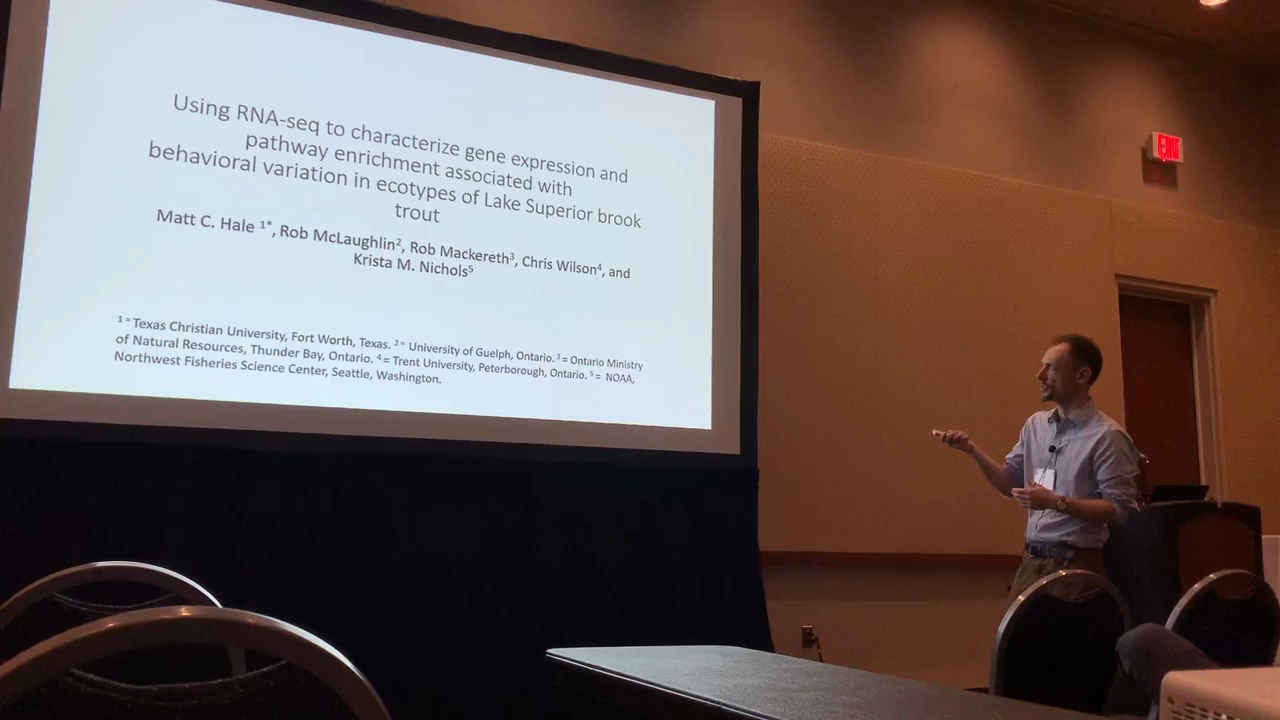 Using RNA-seq to characterize gene expression and
pathway enrichment associated with
behavioral variation in ecotypes of Lake Superior brook
trout
Matt C. Hale ¹*, Rob McLaughlin², Rob Mackereth³, Chris Wilson⁴, and
Krista M. Nichols⁵
¹ = Texas Christian University, Fort Worth, Texas. ² = University of Guelph, Ontario. ³ = Ontario Ministry
of Natural Resources, Thunder Bay, Ontario. ⁴ = Trent University, Peterborough, Ontario. ⁵ = NOAA,
Northwest Fisheries Science Center, Seattle, Washington.
EXIT